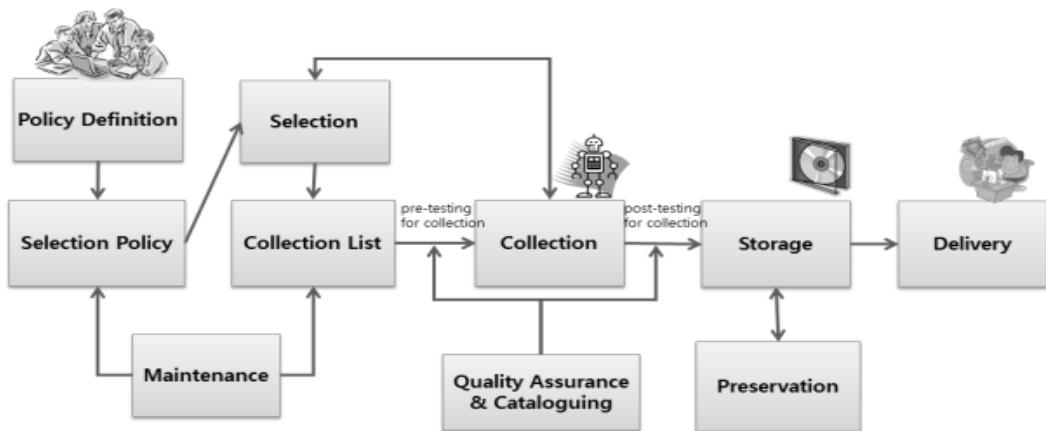 Policy Definition
Selection
Selection Policy
Collection List
pre-testing
for collection
Collection
post-testing
for collection
Storage
Delivery
Maintenance
Quality Assurance
& Cataloguing
Preservation